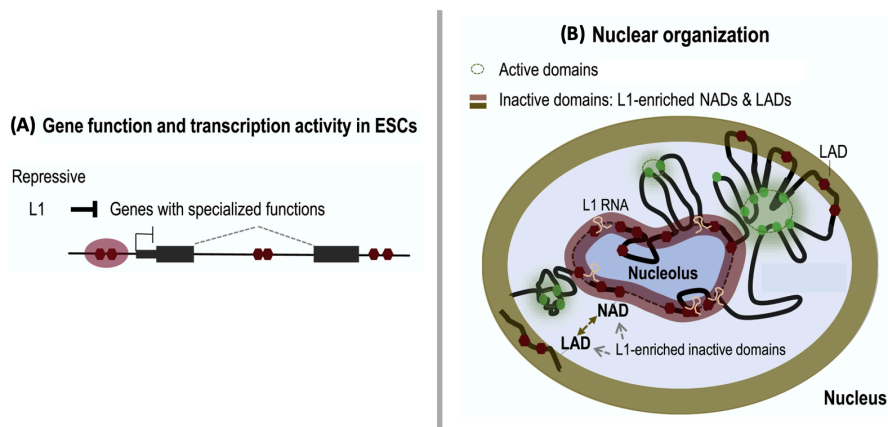 (A) Gene function and transcription activity in ESCs
Repressive
L1 Genes with specialized functions
(B) Nuclear organization
Active domains
Inactive domains: L1-enriched NADs & LADs
LAD
L1 RNA
Nucleolus
NAD
LAD
L1-enriched inactive domains
Nucleus